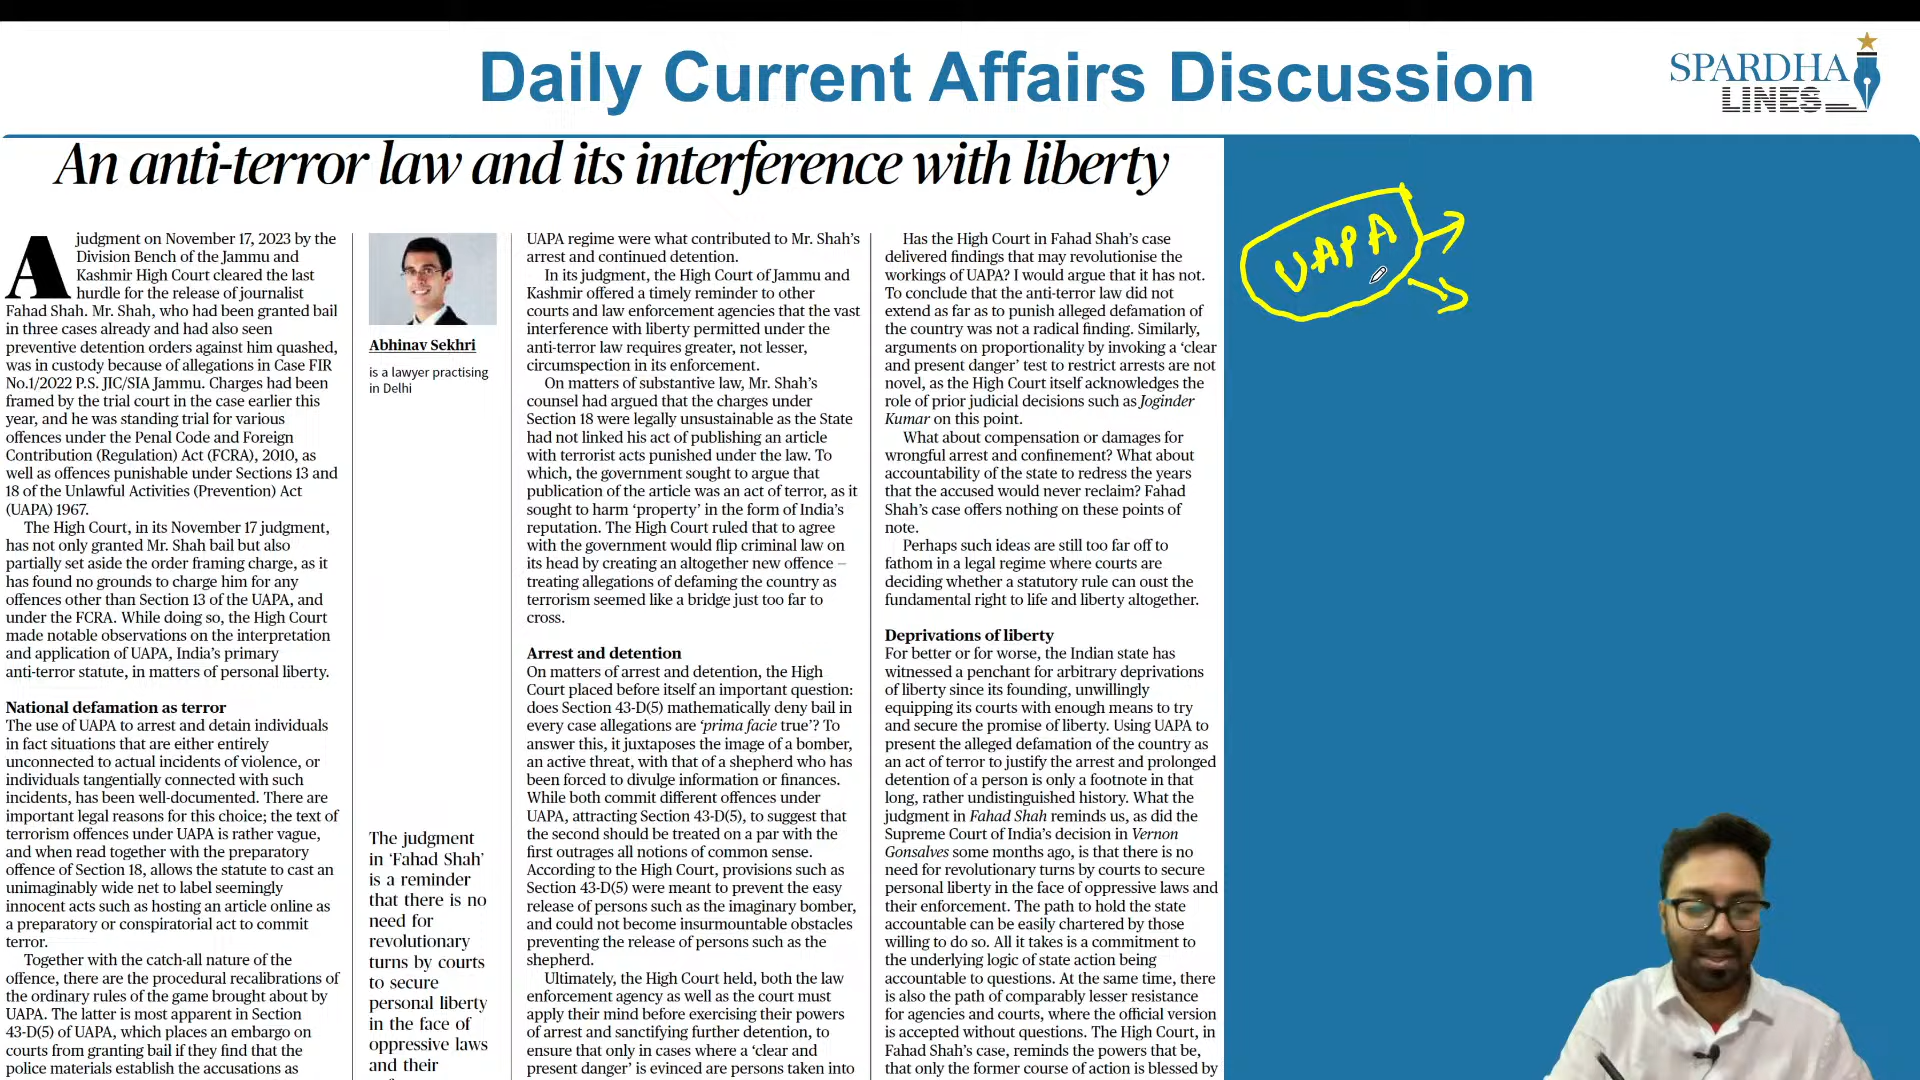 Daily Current Affairs Discussion
SPARDHA
LINES
An anti-terror law and its interference with liberty
A judgment on November 17, 2023 by the
Division Bench of the Jammu and
Kashmir High Court cleared the last
hurdle for the release of journalist
Fahad Shah. Mr. Shah, who had been granted bail
in three cases already and had also seen
preventive detention orders against him quashed,
was in custody because of allegations in Case FIR
No.1/2022 P.S. JIC/SIA Jammu. Charges had been
framed by the trial court in the case earlier this
year, and he was standing trial for various
offences under the Penal Code and Foreign
Contribution (Regulation) Act (FCRA), 2010, as
well as offences punishable under Sections 13 and
18 of the Unlawful Activities (Prevention) Act
(UAPA) 1967.
The High Court, in its November 17 judgment,
has not only granted Mr. Shah bail but also
partially set aside the order framing charge, as it
has found no grounds to charge him for any
offences other than Section 13 of the UAPA, and
under the FCRA. While doing so, the High Court
made notable observations on the interpretation
and application of UAPA, India's primary
anti-terror statute, in matters of personal liberty.
National defamation as terror
The use of UAPA to arrest and detain individuals
in fact situations that are either entirely
unconnected to actual incidents of violence, or
individuals tangentially connected with such
incidents, has been well-documented. There are
important legal reasons for this choice; the text of
terrorism offences under UAPA is rather vague,
and when read together with the preparatory
offence of Section 18, allows the statute to cast an
unimaginably wide net to label seemingly
innocent acts such as hosting an article online as
a preparatory or conspiratorial act to commit
terror.
Together with the catch-all nature of the
offence, there are the procedural recalibrations of
the ordinary rules of the game brought about by
UAPA. The latter is most apparent in Section
43-D(5) of UAPA, which places an embargo on
courts from granting bail if they find that the
police materials establish the accusations as
Abhinav Sekhri
is a lawyer practising
in Delhi
The judgment
in 'Fahad Shah'
is a reminder
that there is no
need for
revolutionary
turns by courts
to secure
personal liberty
in the face of
oppressive laws
and their
UAPA regime were what contributed to Mr. Shah's
arrest and continued detention.
In its judgment, the High Court of Jammu and
Kashmir offered a timely reminder to other
courts and law enforcement agencies that the vast
interference with liberty permitted under the
anti-terror law requires greater, not lesser,
circumspection in its enforcement.
On matters of substantive law, Mr. Shah's
counsel had argued that the charges under
Section 18 were legally unsustainable as the State
had not linked his act of publishing an article
with terrorist acts punished under the law. To
which, the government sought to argue that
publication of the article was an act of terror, as it
sought to harm 'property' in the form of India's
reputation. The High Court ruled that to agree
with the government would flip criminal law on
its head by creating an altogether new offence —
treating allegations of defaming the country as
terrorism seemed like a bridge just too far to
cross.
Arrest and detention
On matters of arrest and detention, the High
Court placed before itself an important question:
does Section 43-D(5) mathematically deny bail in
every case allegations are 'prima facie true'? To
answer this, it juxtaposes the image of a bomber,
an active threat, with that of a shepherd who has
been forced to divulge information or finances.
While both commit different offences under
UAPA, attracting Section 43-D(5), to suggest that
the second should be treated on a par with the
first outrages all notions of common sense.
According to the High Court, provisions such as
Section 43-D(5) were meant to prevent the easy
release of persons such as the imaginary bomber,
and could not become insurmountable obstacles
preventing the release of persons such as the
shepherd.
Ultimately, the High Court held, both the law
enforcement agency as well as the court must
apply their mind before exercising their powers
of arrest and sanctifying further detention, to
ensure that only in cases where a 'clear and
present danger' is evinced are persons taken into
Has the High Court in Fahad Shah's case
delivered findings that may revolutionise the
workings of UAPA? I would argue that it has not.
To conclude that the anti-terror law did not
extend as far as to punish alleged defamation of
the country was not a radical finding. Similarly,
arguments on proportionality by invoking a 'clear
and present danger' test to restrict arrests are not
novel, as the High Court itself acknowledges the
role of prior judicial decisions such as Joginder
Kumar on this point.
What about compensation or damages for
wrongful arrest and confinement? What about
accountability of the state to redress the years
that the accused would never reclaim? Fahad
Shah's case offers nothing on these points of
note.
Perhaps such ideas are still too far off to
fathom in a legal regime where courts are
deciding whether a statutory rule can oust the
fundamental right to life and liberty altogether.
Deprivations of liberty
For better or for worse, the Indian state has
witnessed a penchant for arbitrary deprivations
of liberty since its founding, unwillingly
equipping its courts with enough means to try
and secure the promise of liberty. Using UAPA to
present the alleged defamation of the country as
an act of terror to justify the arrest and prolonged
detention of a person is only a footnote in that
long, rather undistinguished history. What the
judgment in Fahad Shah reminds us, as did the
Supreme Court of India's decision in Vernon
Gonsalves some months ago, is that there is no
need for revolutionary turns by courts to secure
personal liberty in the face of oppressive laws and
their enforcement. The path to hold the state
accountable can be easily chartered by those
willing to do so. All it takes is a commitment to
the underlying logic of state action being
accountable to questions. At the same time, there
is also the path of comparably lesser resistance
for agencies and courts, where the official version
is accepted without questions. The High Court, in
Fahad Shah's case, reminds the powers that be,
that only the former course of action is blessed by
UAPA